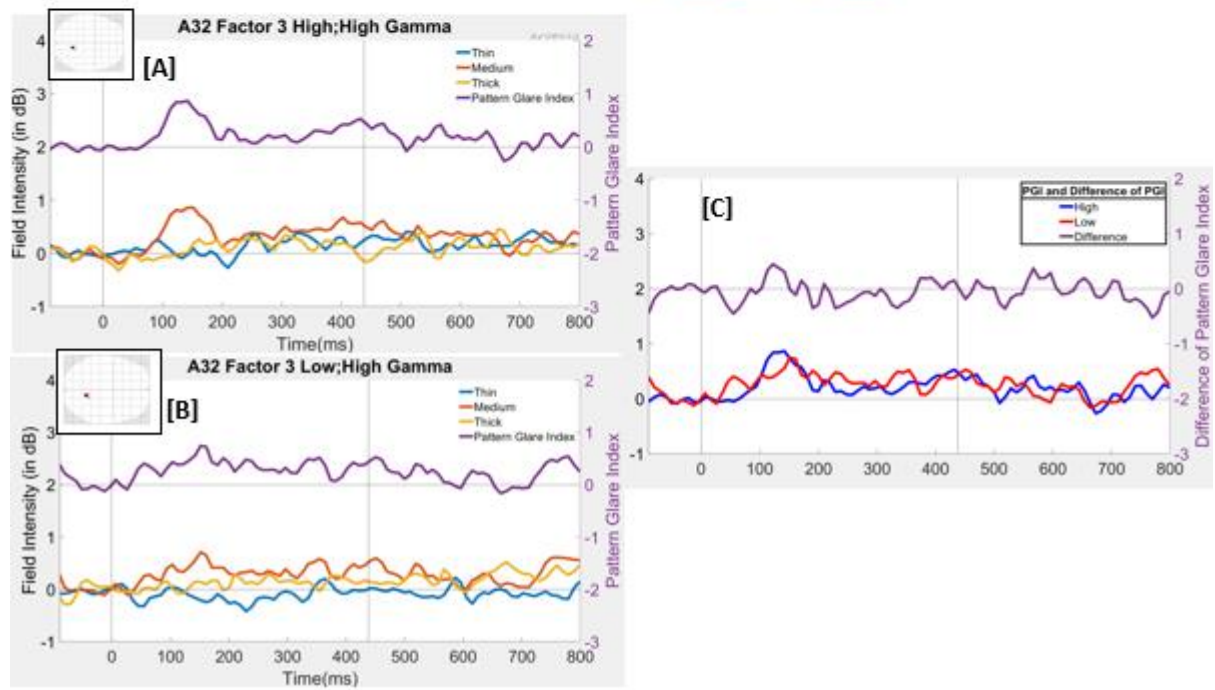 A32 Factor 3 High;High Gamma
[A]
Thin
Medium
Thick
Pattern Glare Index
Field Intensity (in dB)
4
3
2
1
0
-1
2
1
0
-1
-2
-3
Pattern Glare Index
0 100 200 300 400 500 600 700 800
Time(ms)
A32 Factor 3 Low;High Gamma
[B]
Thin
Medium
Thick
Pattern Glare Index
Field Intensity (in dB)
4
3
2
1
0
-1
2
1
0
-1
-2
-3
Pattern Glare Index
0 100 200 300 400 500 600 700 800
Time(ms)
[C]
PGI and Difference of PGI
High
Low
Difference
4
3
2
1
0
-1
2
1
0
-1
-2
-3
Difference of Pattern Glare Index
0 100 200 300 400 500 600 700 800